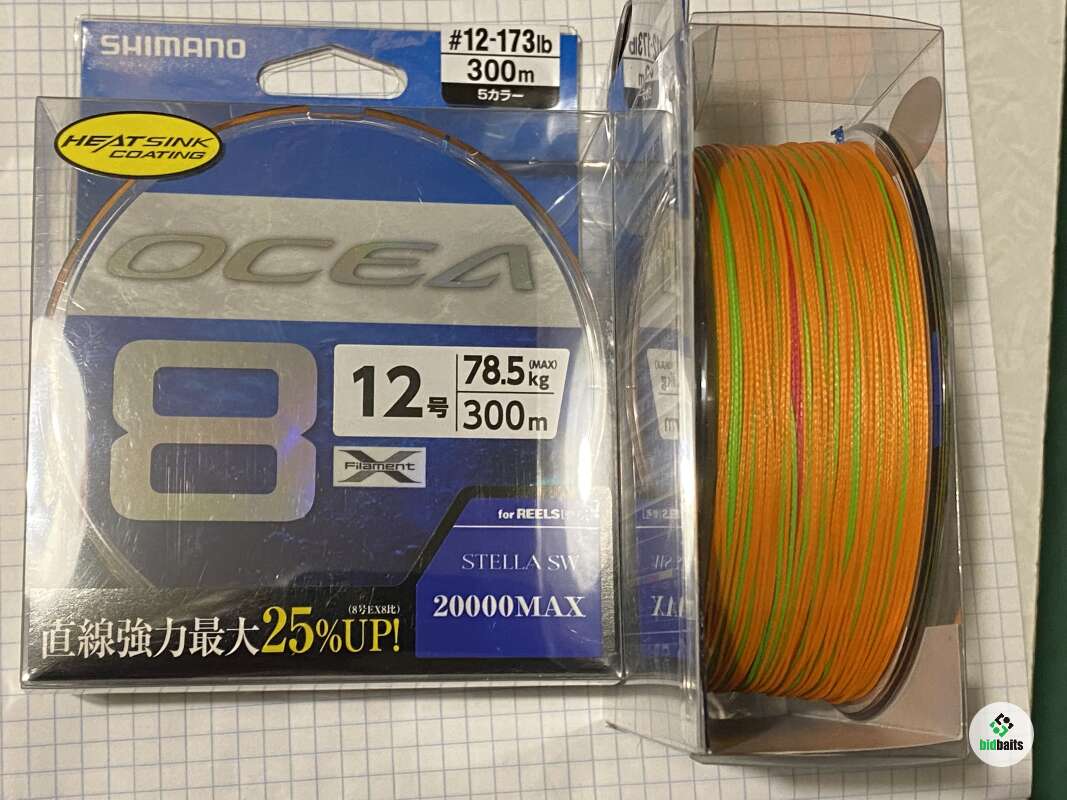 SHIMANO
#12-173lb
300m
5カラー
HEATSINK
COATING
OCEA
8
12号
78.5kg
(MAX)
300m
X
Filament
for REELS
STELLA SW
20000MAX
(8号EX8比)
直線強力最大25%UP!
bidbaits